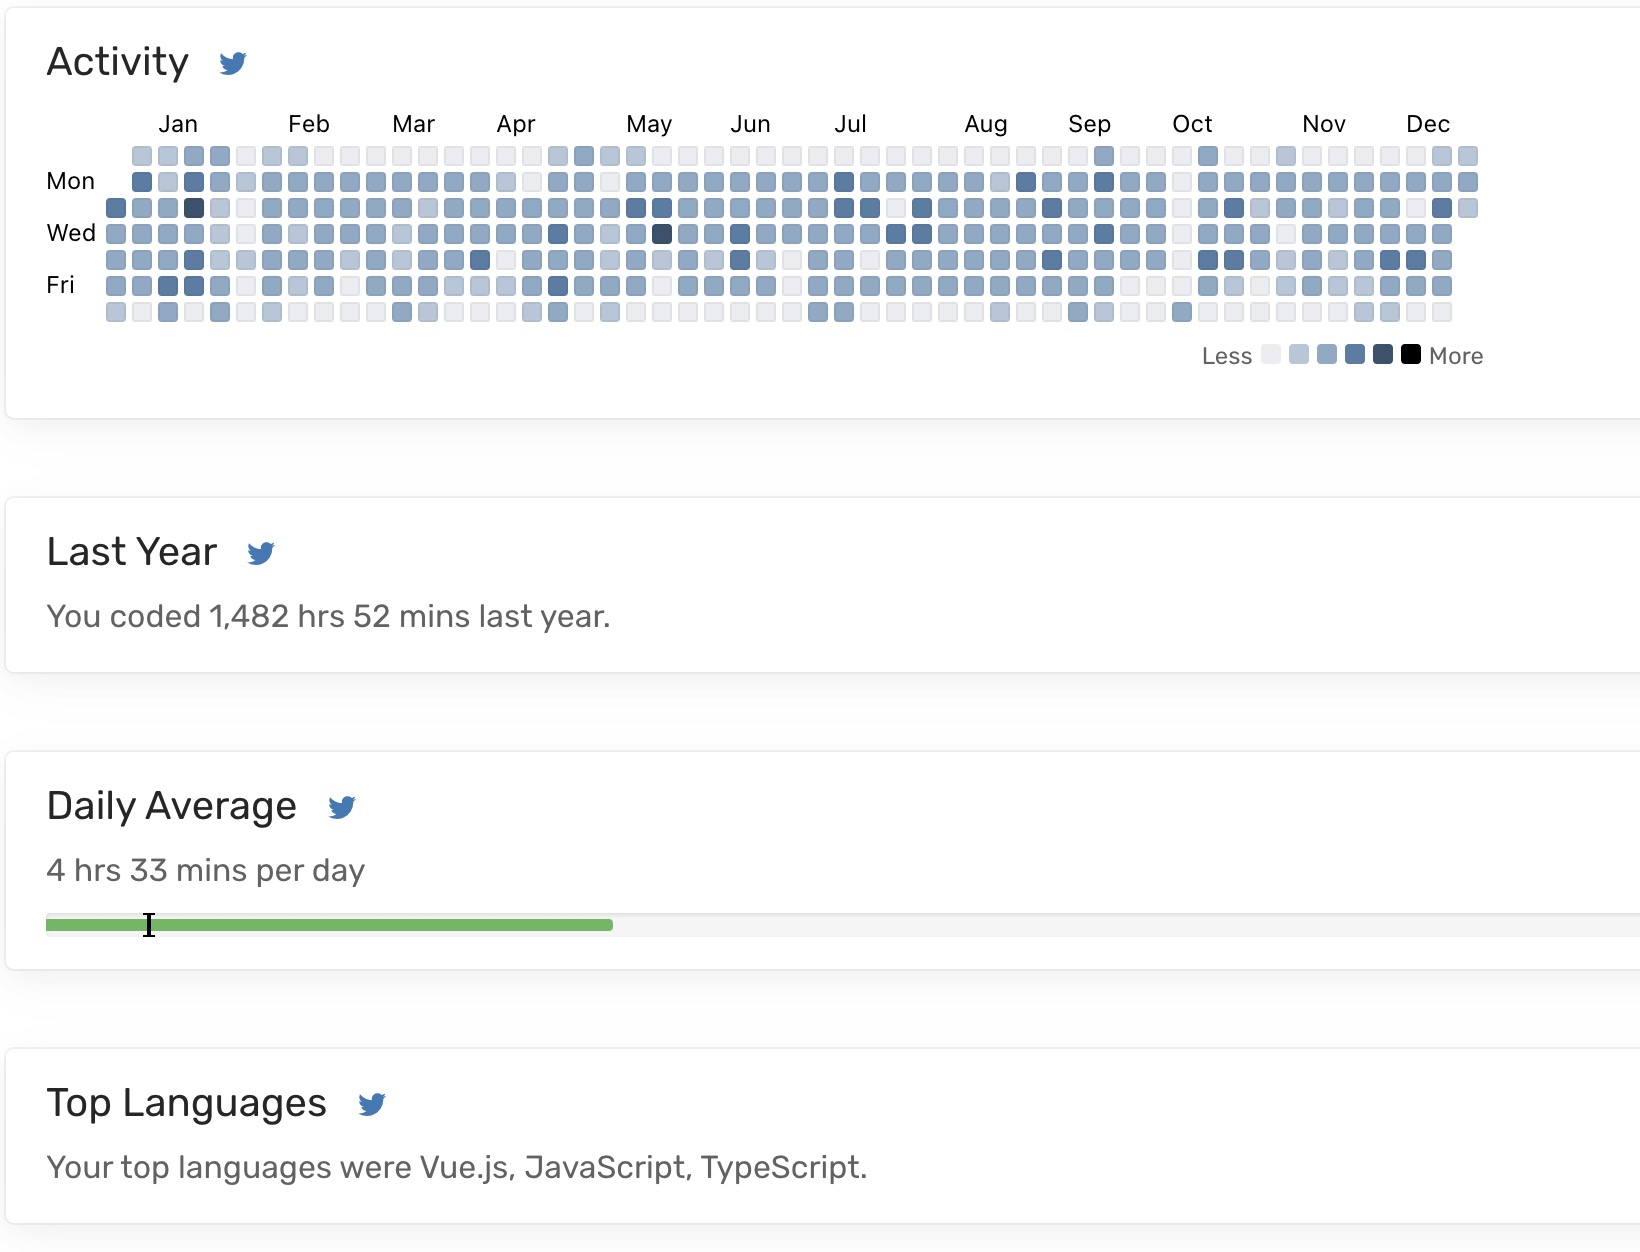 Activity
Jan Feb Mar Apr May Jun Jul Aug Sep Oct Nov Dec
Mon
Wed
Fri
Less More
Last Year
You coded 1,482 hrs 52 mins last year.
Daily Average
4 hrs 33 mins per day
Top Languages
Your top languages were Vue.js, JavaScript, TypeScript.